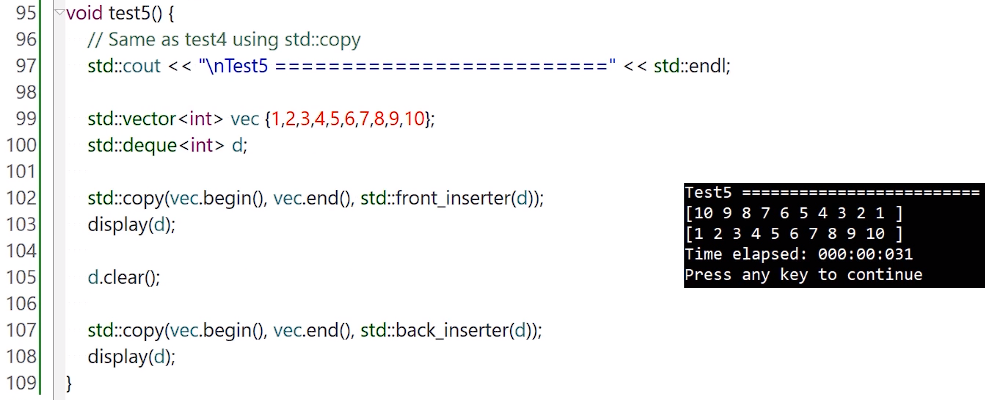 95 void test5() {
96 // Same as test4 using std::copy
97 std::cout << "\nTest5 =========================" << std::endl;
98
99 std::vector<int> vec {1,2,3,4,5,6,7,8,9,10};
100 std::deque<int> d;
101
102 std::copy(vec.begin(), vec.end(), std::front_inserter(d));
103 display(d);
104
105 d.clear();
106
107 std::copy(vec.begin(), vec.end(), std::back_inserter(d));
108 display(d);
109 }
Test5 =========================
[10 9 8 7 6 5 4 3 2 1 ]
[1 2 3 4 5 6 7 8 9 10 ]
Time elapsed: 000:00:031
Press any key to continue